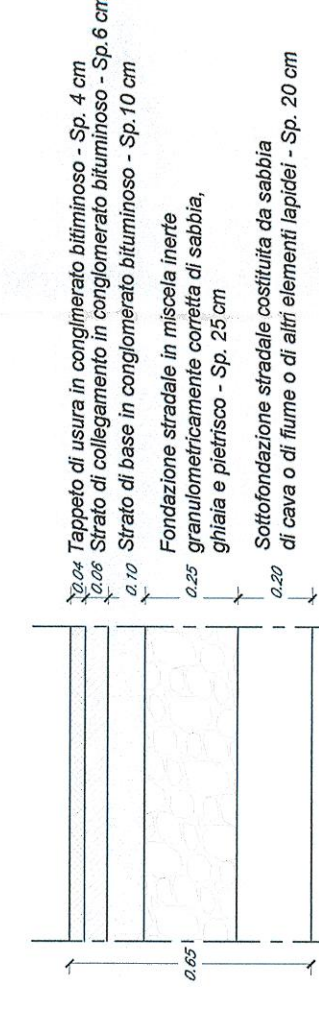 0.04 Tappeto di usura in conglmerato bitiminoso - Sp. 4 cm
0.06 Strato di collegamento in conglomerato bituminoso - Sp.6 cm
0.10 Strato di base in conglomerato bituminoso - Sp.10 cm
Fondazione stradale in miscela inerte
0.25 granulometricamente corretta di sabbia,
ghiaia e pietrisco - Sp. 25 cm
Sottofondazione stradale costituita da sabbia
0.20 di cava o di fiume o di altri elementi lapidei - Sp. 20 cm
0.65